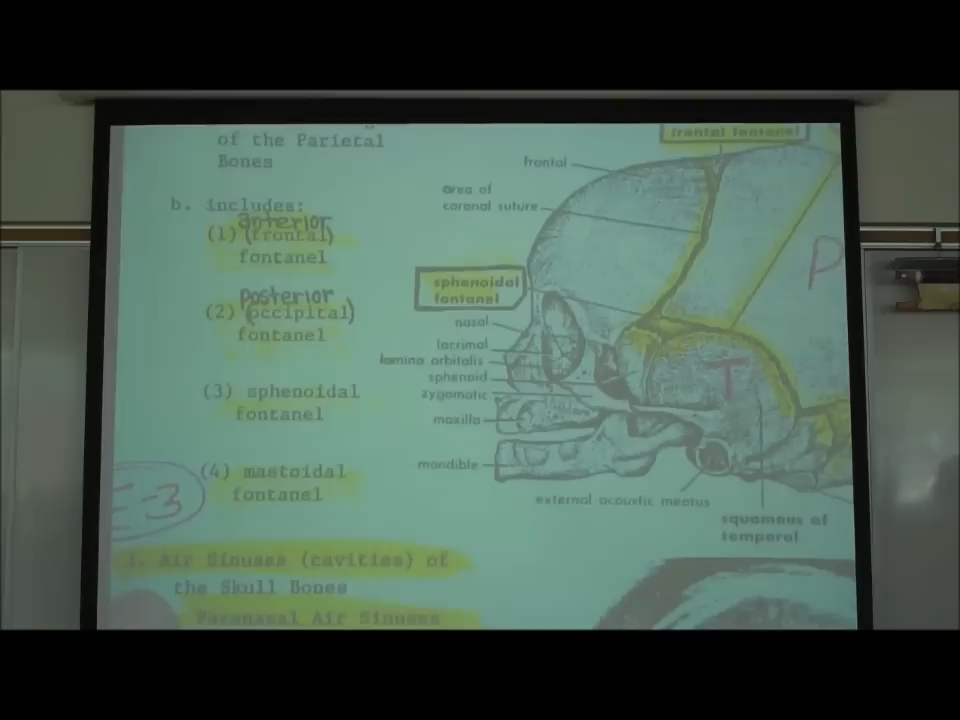 of the Parietal
Bones
b. includes:
anterior
(1) (frontal)
fontanel
posterior
(2) (occipital)
fontanel
(3) sphenoidal
fontanel
(4) mastoidal
fontanel
E-3
Air Sinuses (cavities) of
the Skull Bones
Paranasal Air Sinuses
frontal fontanel
frontal
area of
coronal suture
sphenoidal
fontanel
nasal
lacrimal
lamina orbitalis
sphenoid
zygomatic
maxilla
mandible
external acoustic meatus
squamous of
temporal
P
T